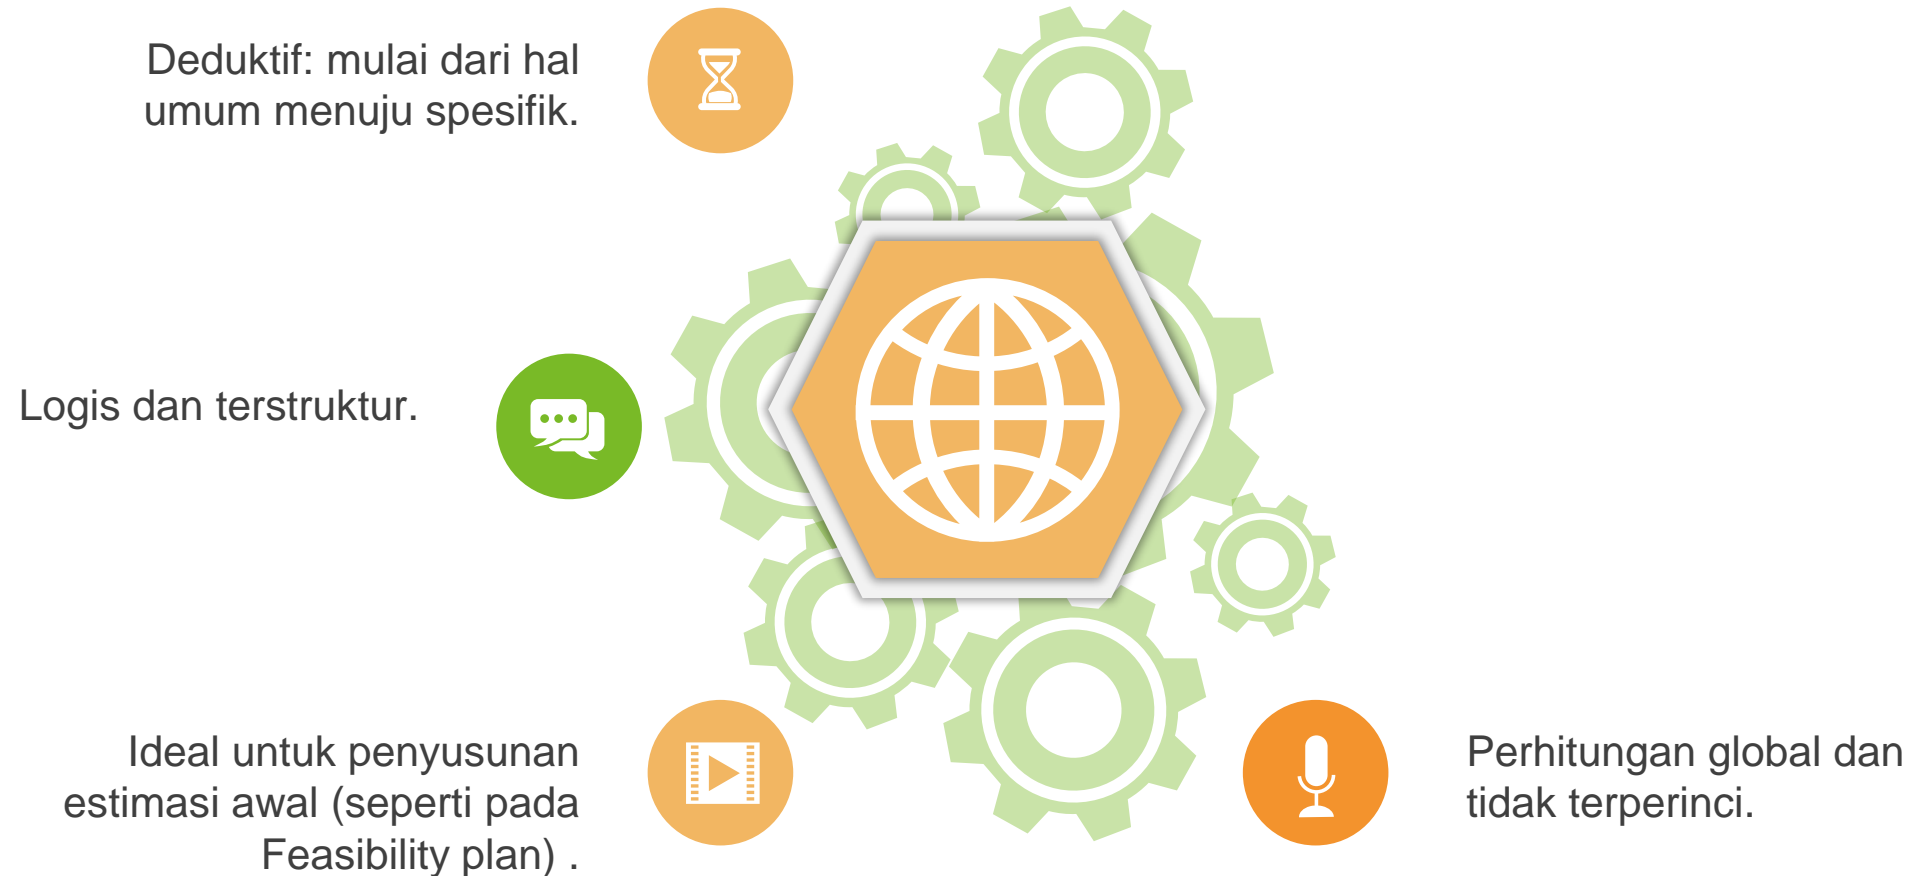 Deduktif: mulai dari hal
umum menuju spesifik.
Logis dan terstruktur.
Ideal untuk penyusunan
estimasi awal (seperti pada
Feasibility plan) .
Perhitungan global dan
tidak terperinci.